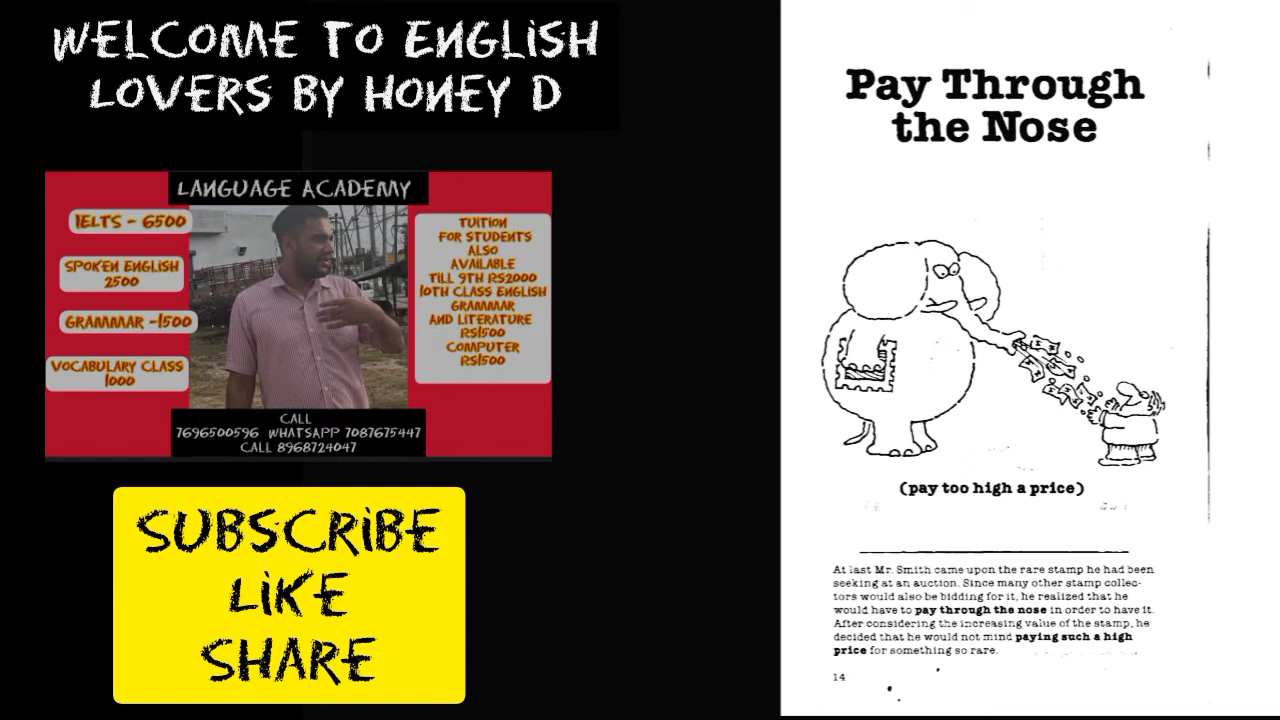 WELCOME TO ENGLISH
LOVERS BY HONEY D
LANGUAGE ACADEMY
IELTS - 6500
SPOKEN ENGLISH
2500
GRAMMAR -1500
VOCABULARY CLASS
1000
TUITION
FOR STUDENTS
ALSO
AVAILABLE
TILL 9TH RS2000
10TH CLASS ENGLISH
GRAMMAR
AND LITERATURE
RS1500
COMPUTER
RS1500
CALL
7696500596 WHATSAPP 7087675447
CALL 8968724047
SUBSCRIBE
LIKE
SHARE
Pay Through
the Nose
(pay too high a price)
At last Mr. Smith came upon the rare stamp he had been
seeking at an auction. Since many other stamp collec-
tors would also be bidding for it, he realized that he
would have to pay through the nose in order to have it.
After considering the increasing value of the stamp, he
decided that he would not mind paying such a high
price for something so rare.
14